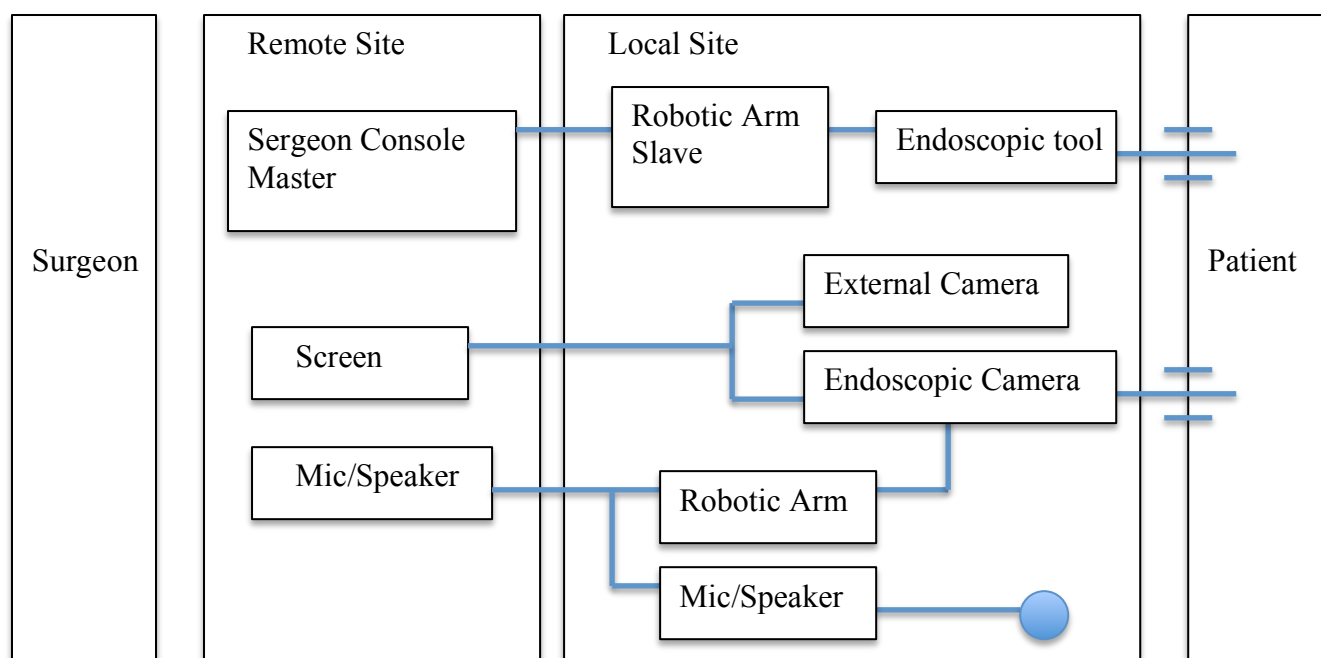 Remote Site
Local Site
Sergeon Console
Master
Robotic Arm
Slave
Endoscopic tool
Surgeon
Patient
External Camera
Screen
Endoscopic Camera
Mic/Speaker
Robotic Arm
Mic/Speaker